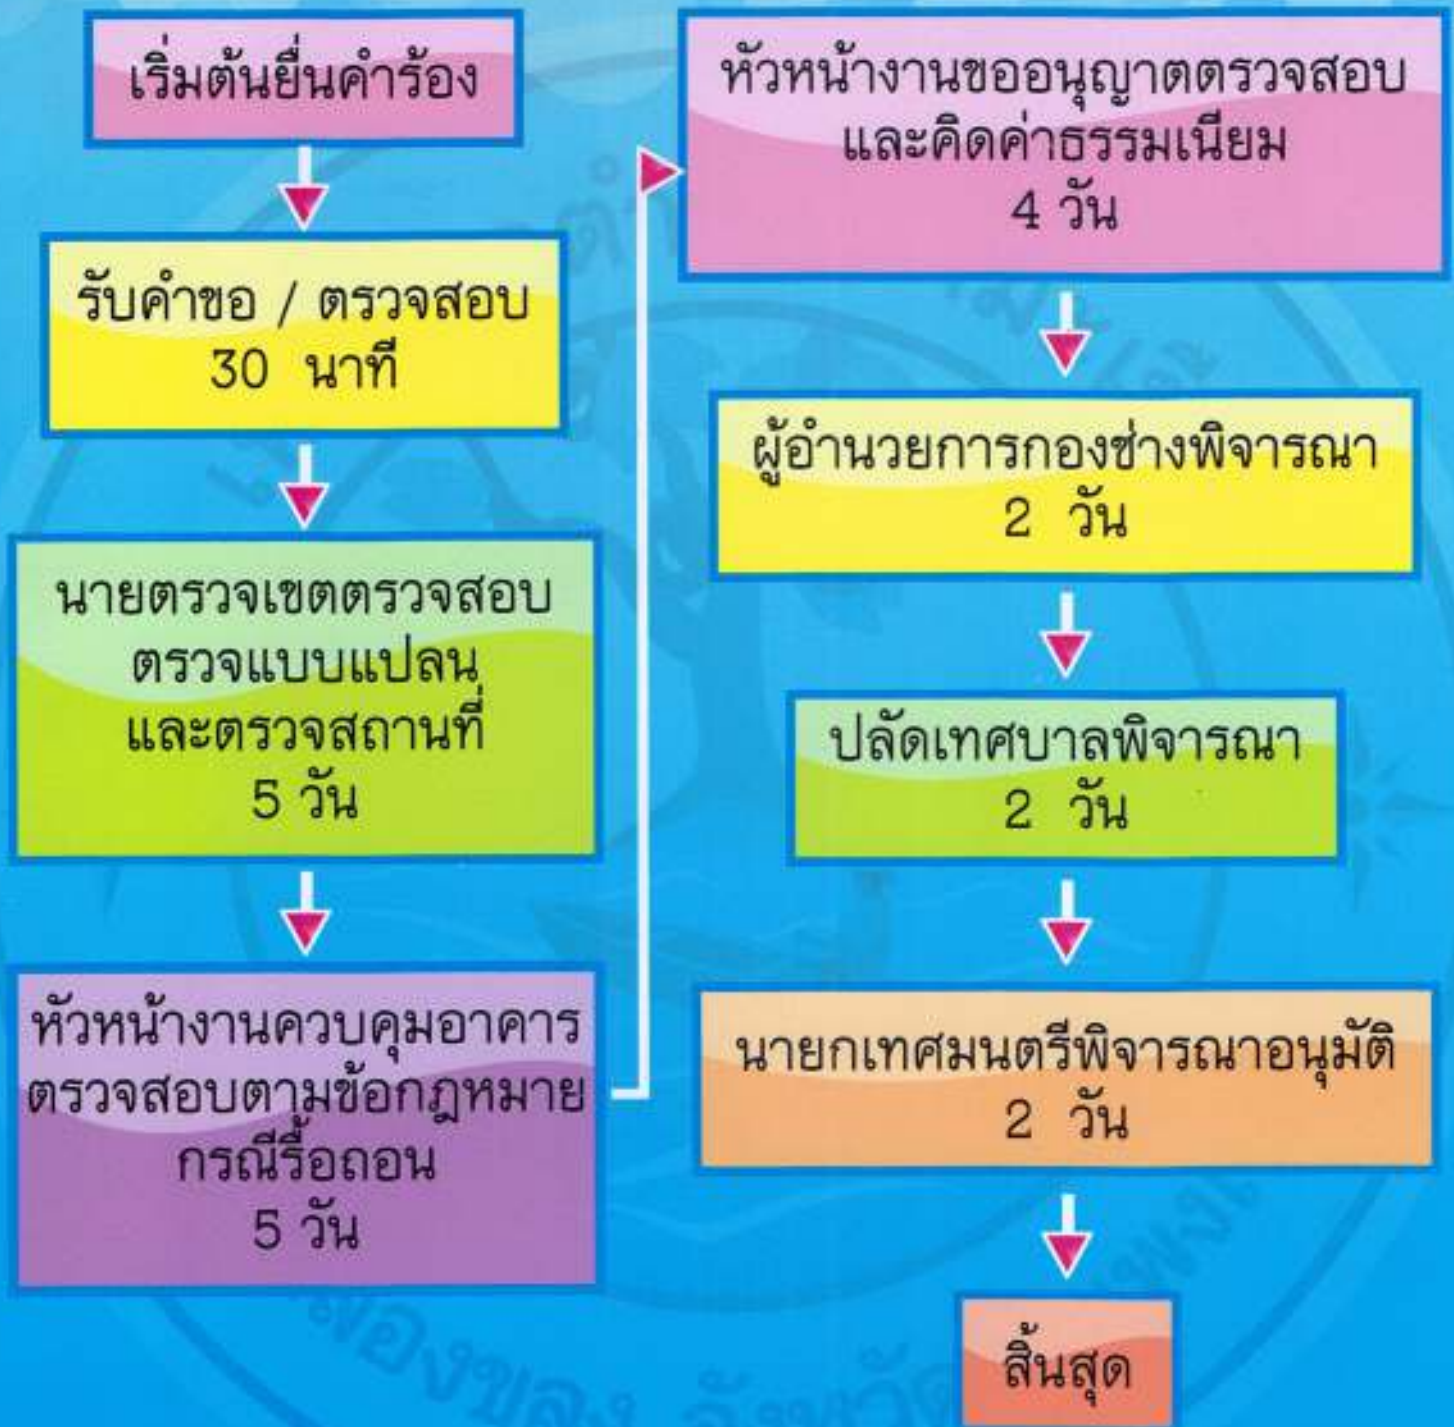 เริ่มต้นยื่นคำร้อง
รับคำขอ / ตรวจสอบ
30 นาที
นายตรวจเขตตรวจสอบ
ตรวจแบบแปลน
และตรวจสถานที่
5 วัน
หัวหน้างานควบคุมอาคาร
ตรวจสอบตามข้อกฎหมาย
กรณีรื้อถอน
5 วัน
หัวหน้างานขออนุญาตตรวจสอบ
และคิดค่าธรรมเนียม
4 วัน
ผู้อำนวยการกองช่างพิจารณา
2 วัน
ปลัดเทศบาลพิจารณา
2 วัน
นายกเทศมนตรีพิจารณาอนุมัติ
2 วัน
สิ้นสุด